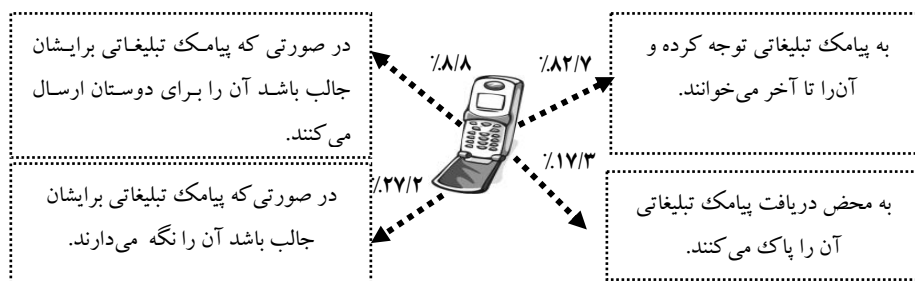 به پیامک تبلیغاتی توجه کرده و
آن‌را تا آخر می‌خوانند.
٪۸۲/۷
٪۸/۸
در صورتی که پیامک تبلیغاتی برایشان
جالب باشد آن را برای دوستان ارسال
می‌کنند.
به محض دریافت پیامک تبلیغاتی
آن را پاک می‌کنند.
٪۱۷/۳
٪۲۷/۲
در صورتی‌که پیامک تبلیغاتی برایشان
جالب باشد آن را نگه می‌دارند.